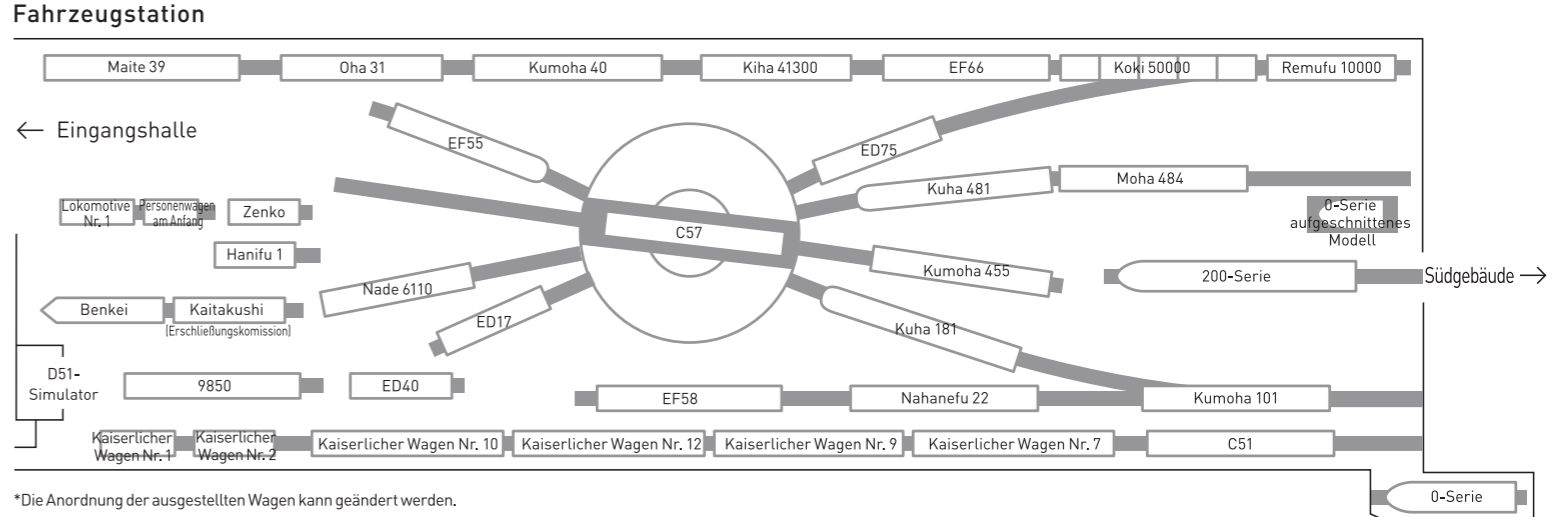 Fahrzeugstation
Maite 39
Oha 31
Kumoha 40
Kiha 41300
EF66
Koki 50000
Remufu 10000
← Eingangshalle
EF55
ED75
Kuha 481
Moha 484
Lokomotive
Nr. 1
Personenwagen
am Anfang
Zenko
0-Serie
aufgeschnittenes
Modell
C57
Hanifu 1
Kumoha 455
200-Serie
Südgebäude →
Nade 6110
Benkei
Kaitakushi
(Erschließungskomission)
ED17
Kuha 181
D51-
Simulator
9850
ED40
EF58
Nahanefu 22
Kumoha 101
Kaiserlicher
Wagen Nr. 1
Kaiserlicher
Wagen Nr. 2
Kaiserlicher Wagen Nr. 10
Kaiserlicher Wagen Nr. 12
Kaiserlicher Wagen Nr. 9
Kaiserlicher Wagen Nr. 7
C51
*Die Anordnung der ausgestellten Wagen kann geändert werden.
0-Serie